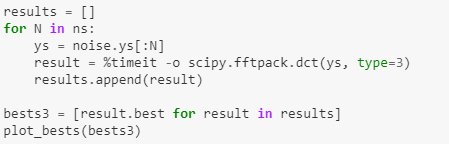 results = []
for N in ns:
    ys = noise.ys[:N]
    result = %timeit -o scipy.fftpack.dct(ys, type=3)
    results.append(result)

bests3 = [result.best for result in results]
plot_bests(bests3)